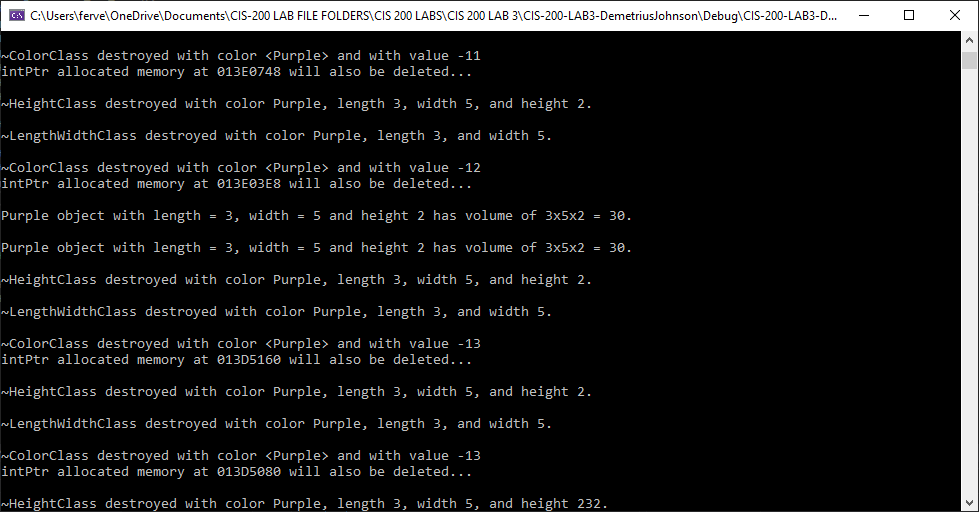 C:\Users\ferve\OneDrive\Documents\CIS-200 LAB FILE FOLDERS\CIS 200 LABS\CIS 200 LAB 3\CIS-200-LAB3-DemetriusJohnson\Debug\CIS-200-LAB3-D...
~ColorClass destroyed with color <Purple> and with value -11
intPtr allocated memory at 013E0748 will also be deleted...
~HeightClass destroyed with color Purple, length 3, width 5, and height 2.
~LengthWidthClass destroyed with color Purple, length 3, and width 5.
~ColorClass destroyed with color <Purple> and with value -12
intPtr allocated memory at 013E03E8 will also be deleted...
Purple object with length = 3, width = 5 and height 2 has volume of 3x5x2 = 30.
Purple object with length = 3, width = 5 and height 2 has volume of 3x5x2 = 30.
~HeightClass destroyed with color Purple, length 3, width 5, and height 2.
~LengthWidthClass destroyed with color Purple, length 3, and width 5.
~ColorClass destroyed with color <Purple> and with value -13
intPtr allocated memory at 013D5160 will also be deleted...
~HeightClass destroyed with color Purple, length 3, width 5, and height 2.
~LengthWidthClass destroyed with color Purple, length 3, and width 5.
~ColorClass destroyed with color <Purple> and with value -13
intPtr allocated memory at 013D5080 will also be deleted...
~HeightClass destroyed with color Purple, length 3, width 5, and height 232.